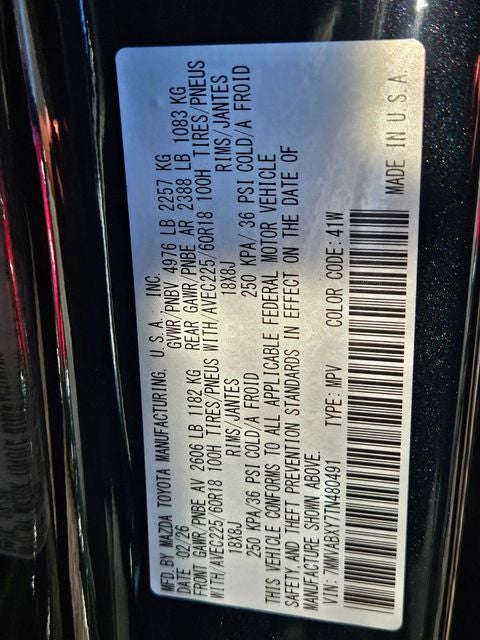 MFD. BY MAZDA TOYOTA MANUFACTURING, U.S.A., INC.
DATE 02/26 GVWR/PNBV 4976 LB 2257 KG
FRONT GAWR/PNBE AV 2606 LB 1182 KG REAR GAWR/PNBE AR 2388 LB 1083 KG
WITH/AVEC225/60R18 100H TIRES/PNEUS WITH/AVEC225/60R18 100H TIRES/PNEUS
18X8J RIMS/JANTES 18X8J RIMS/JANTES
250 KPA/36 PSI COLD/A FROID 250 KPA/36 PSI COLD/A FROID
THIS VEHICLE CONFORMS TO ALL APPLICABLE FEDERAL MOTOR VEHICLE
SAFETY,AND THEFT PREVENTION STANDARDS IN EFFECT ON THE DATE OF
MANUFACTURE SHOWN ABOVE.
VIN: 7MMVABXY7TN480491 TYPE: MPV COLOR CODE: 41W
MADE IN U.S.A.